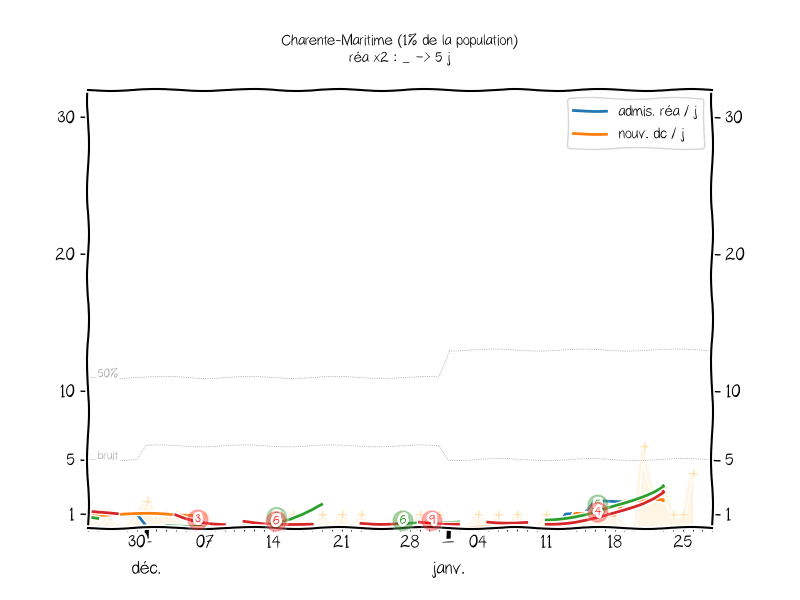 Charente-Maritime (1% de la population)
réa x2 : _ -> 5 j
admis. réa / j
nouv. dc / j
30 30
20 20
50%
10 10
bruit
5 5
5
3 6 6 9 4
1 1
30 07 14 21 28 04 11 18 25
déc. janv.